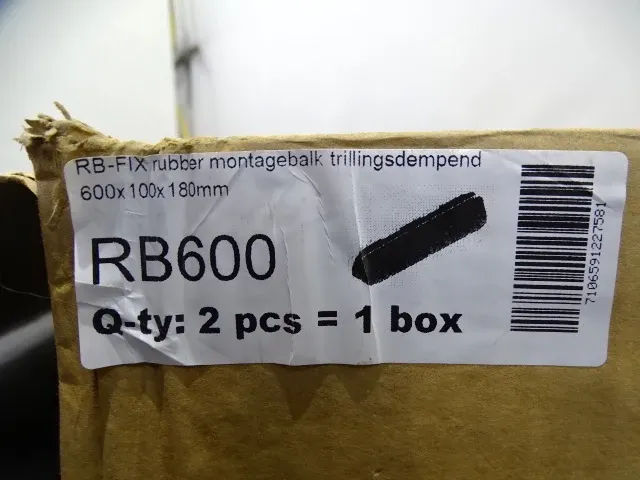 RB-FIX rubber montagebalk trillingsdempend
600x100x180mm
RB600
Q-ty: 2 pcs = 1 box
7106591227581